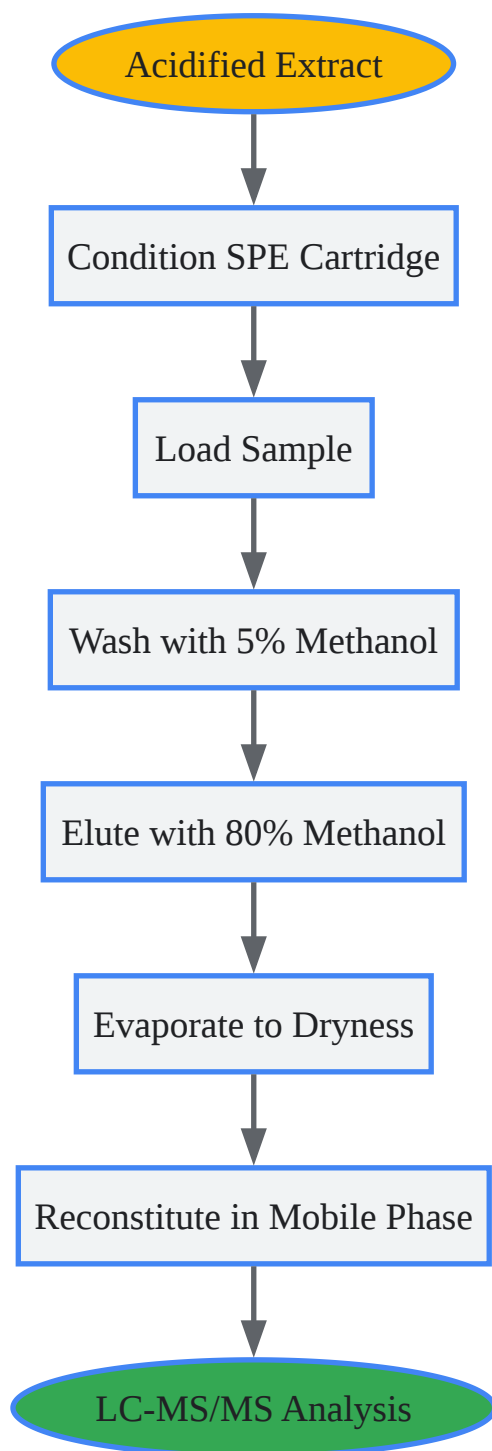 Acidified Extract
Condition SPE Cartridge
Load Sample
Wash with 5% Methanol
Elute with 80% Methanol
Evaporate to Dryness
Reconstitute in Mobile Phase
LC-MS/MS Analysis